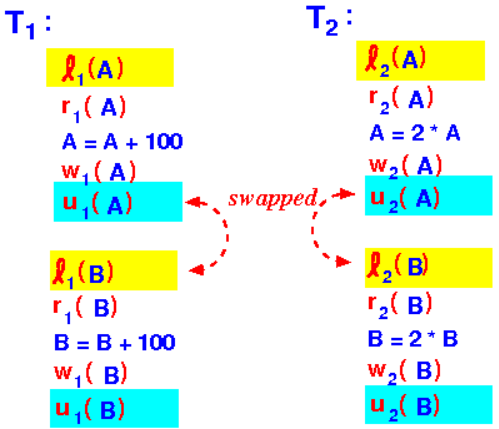 T1:
ℓ1(A)
r1(A)
A = A + 100
w1(A)
u1(A)
ℓ1(B)
r1(B)
B = B + 100
w1(B)
u1(B)
swapped
T2:
ℓ2(A)
r2(A)
A = 2 * A
w2(A)
u2(A)
ℓ2(B)
r2(B)
B = 2 * B
w2(B)
u2(B)